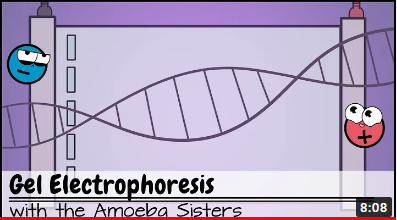 Gel Electrophoresis
with the Amoeba Sisters
8:08